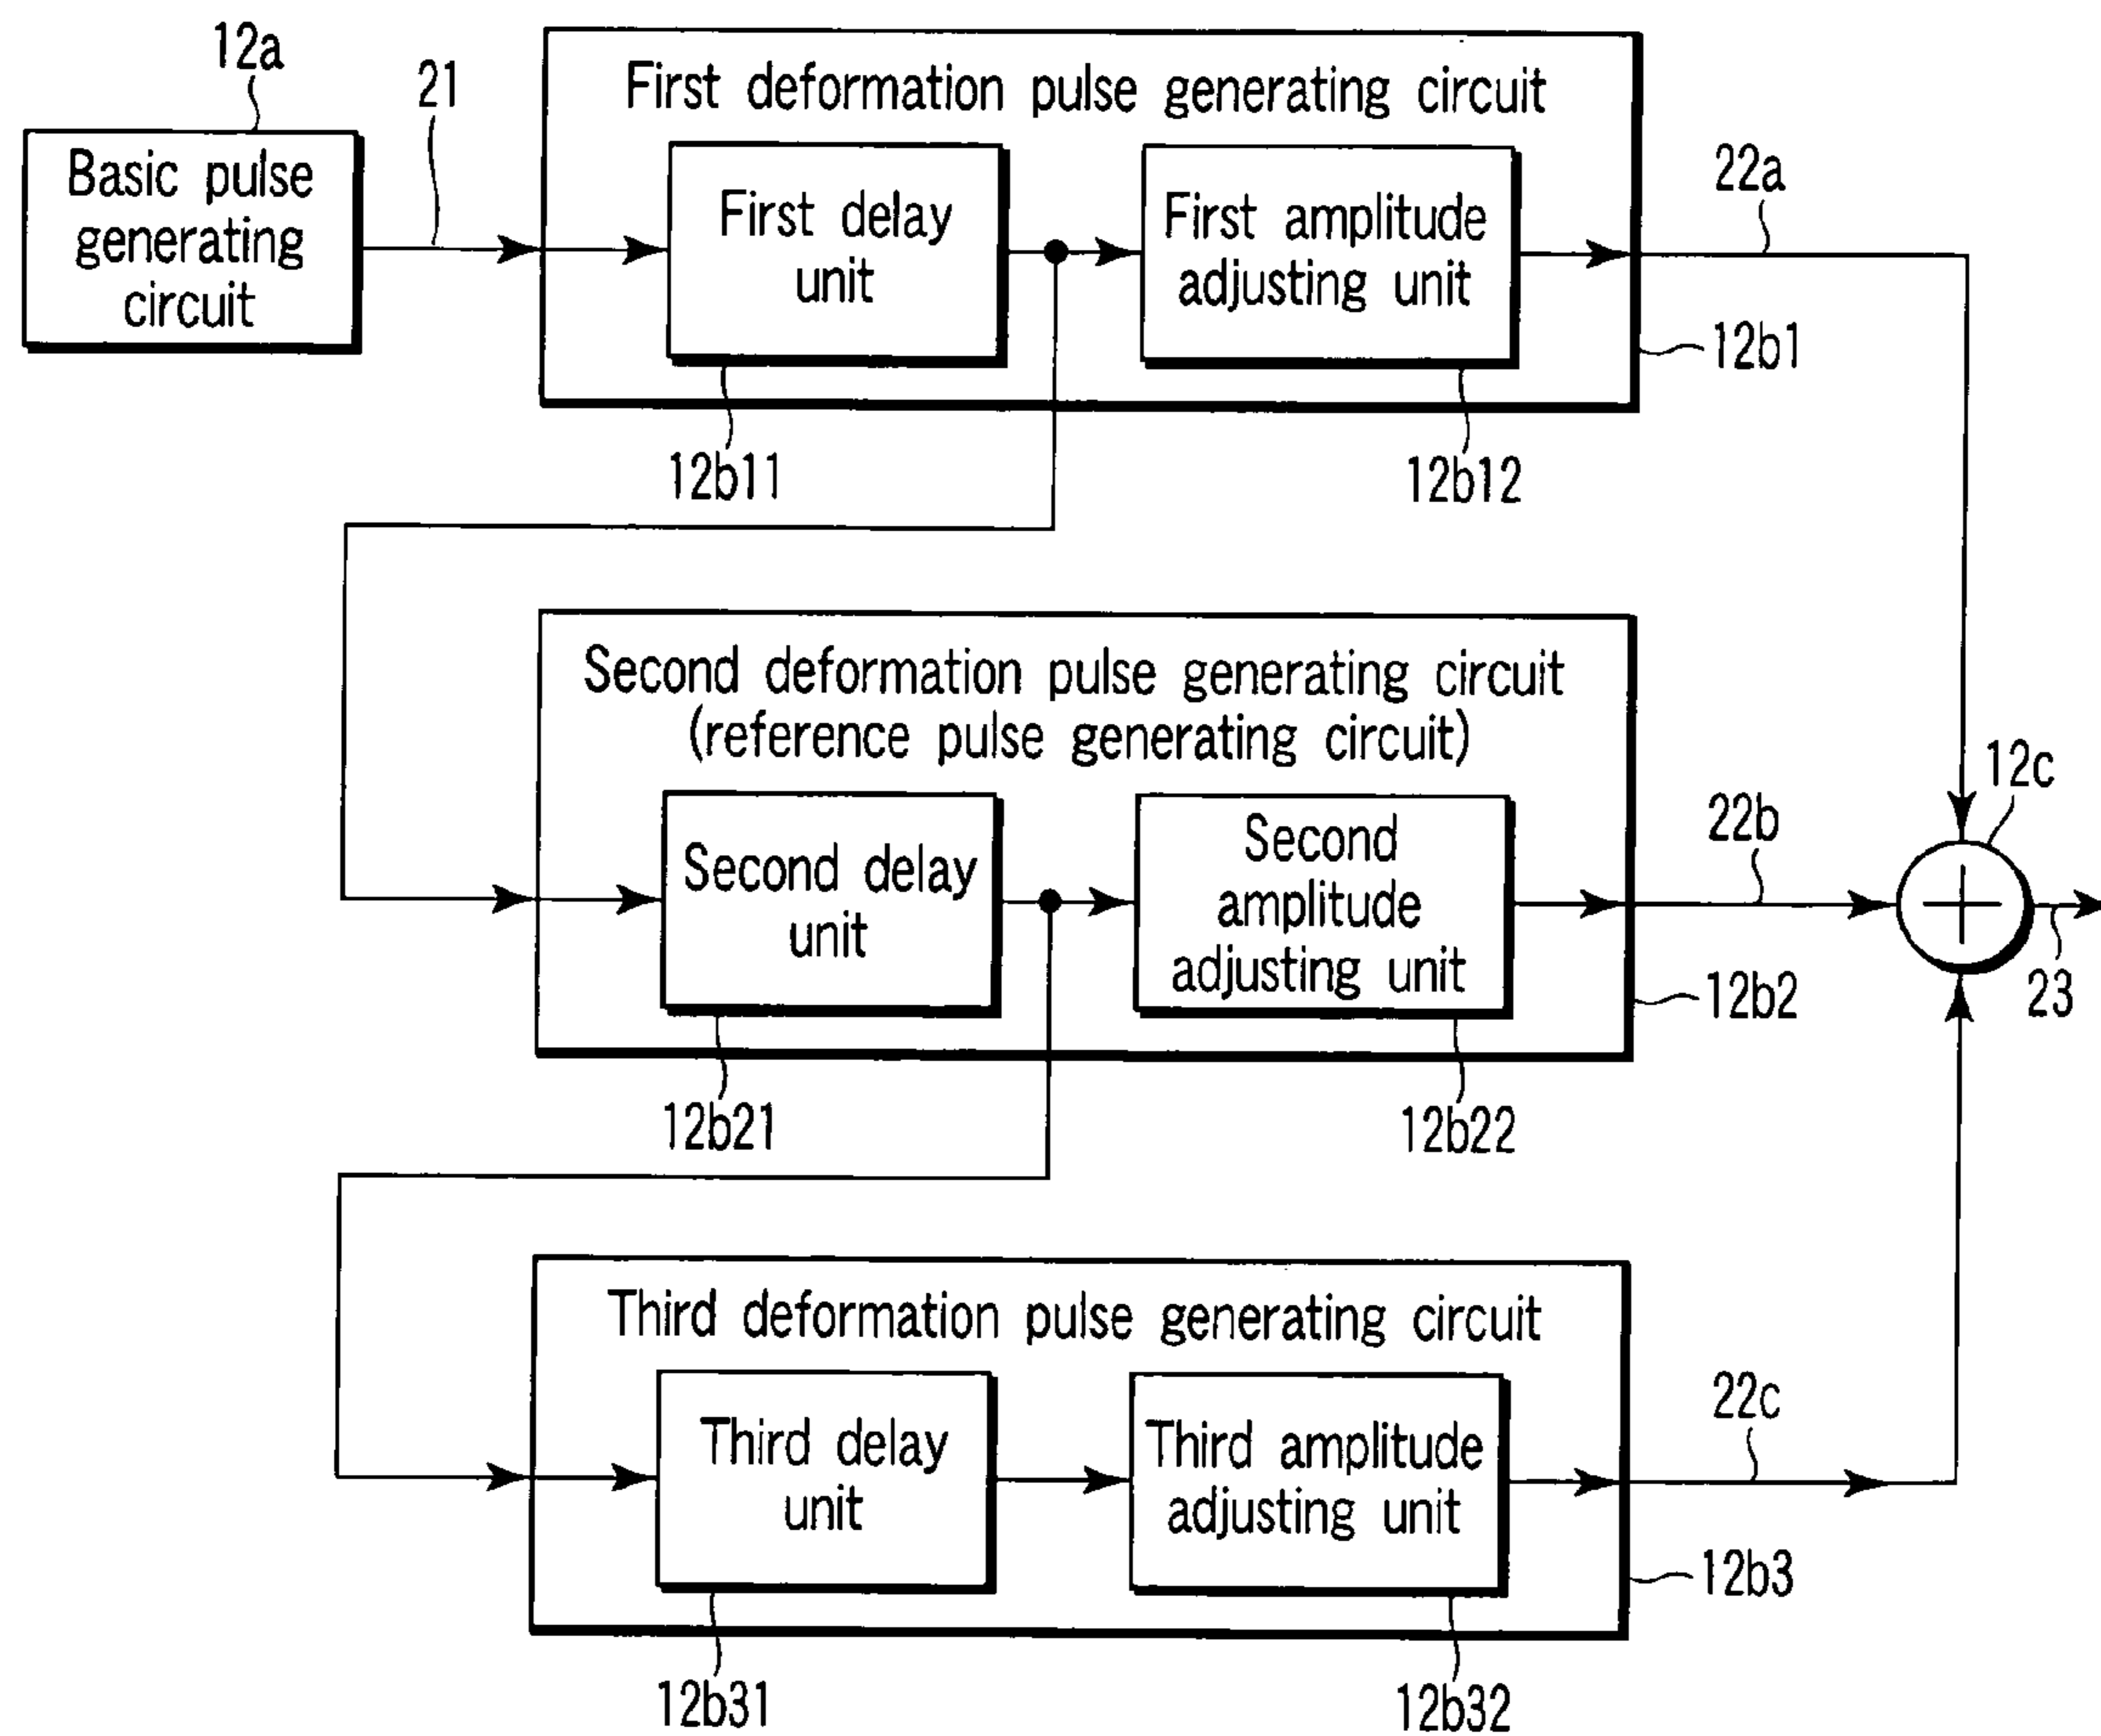 12a
21
Basic pulse
generating
circuit
First deformation pulse generating circuit
First delay
unit
First amplitude
adjusting unit
22a
12b1
12b11
12b12
Second deformation pulse generating circuit
(reference pulse generating circuit)
Second delay
unit
Second
amplitude
adjusting unit
22b
12c
23
12b2
12b21
12b22
Third deformation pulse generating circuit
Third delay
unit
Third amplitude
adjusting unit
22c
12b3
12b31
12b32